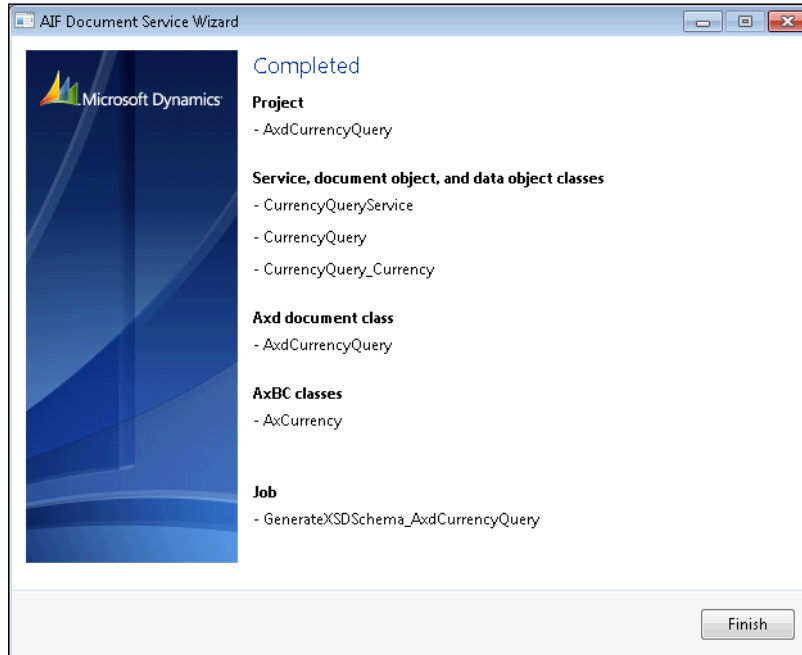 AIF Document Service Wizard
Microsoft Dynamics
Completed
Project
- AxdCurrencyQuery
Service, document object, and data object classes
- CurrencyQueryService
- CurrencyQuery
- CurrencyQuery_Currency
Axd document class
- AxdCurrencyQuery
AxBC classes
- AxCurrency
Job
- GenerateXSDSchema_AxdCurrencyQuery
Finish